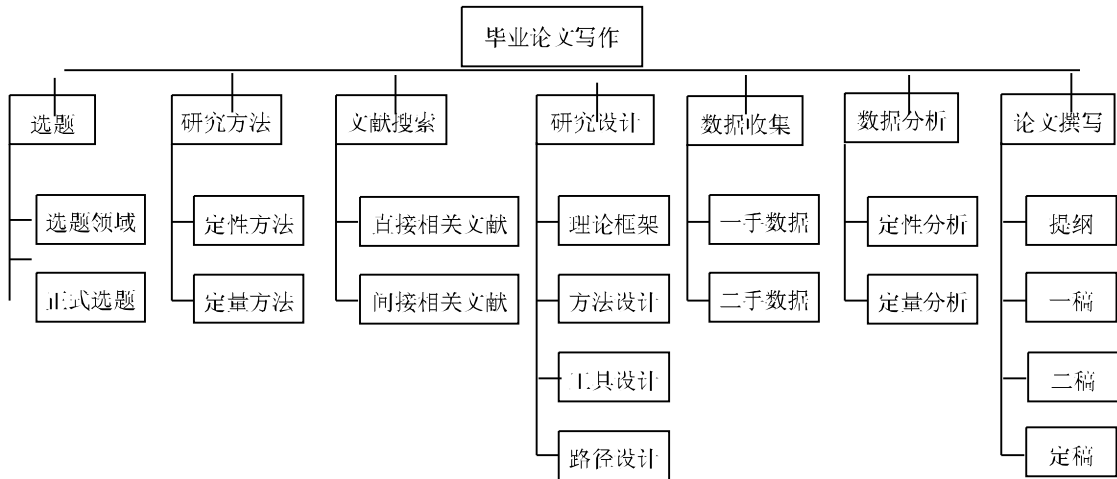 毕业论文写作
选题
研究方法
文献搜索
研究设计
数据收集
数据分析
论文撰写
选题领域
定性方法
直接相关文献
理论框架
一手数据
定性分析
提纲
正式选题
定量方法
间接相关文献
方法设计
二手数据
定量分析
一稿
工具设计
二稿
路径设计
定稿